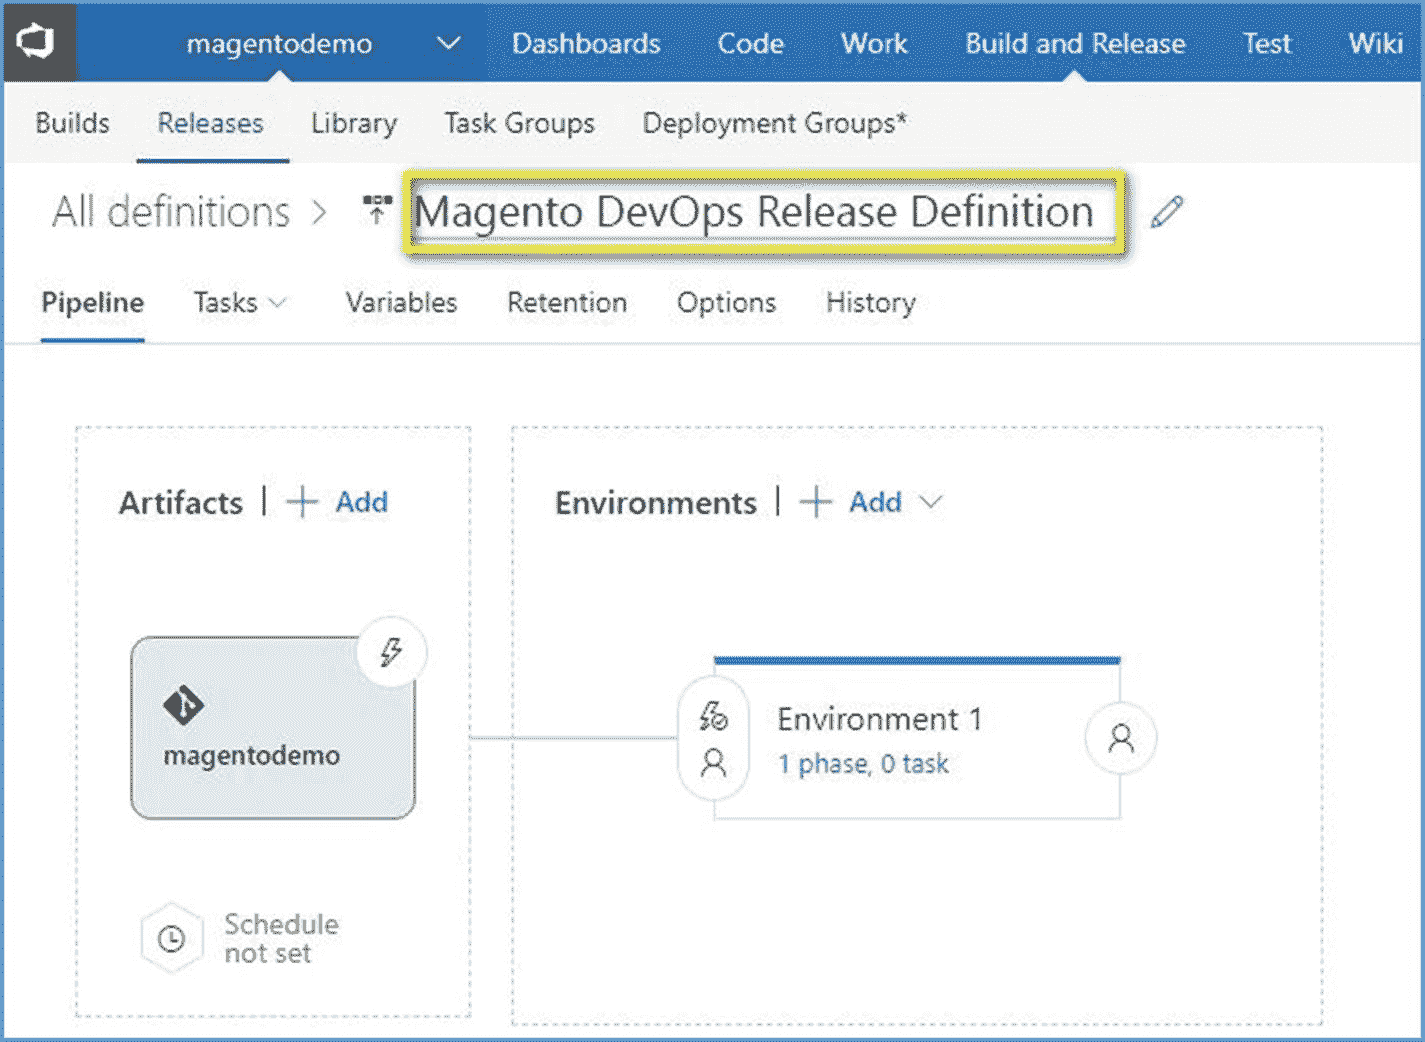 magentodemo Dashboards Code Work Build and Release Test Wiki
Builds Releases Library Task Groups Deployment Groups*
All definitions > Magento DevOps Release Definition
Pipeline Tasks Variables Retention Options History
Artifacts | + Add
Environments | + Add
magentodemo
Environment 1
1 phase, 0 task
Schedule
not set